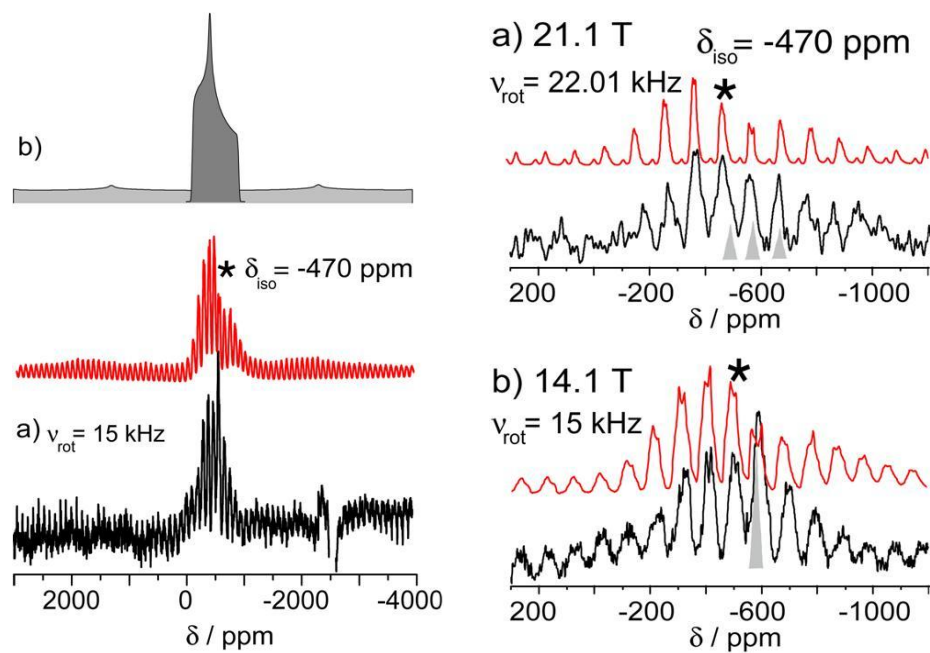 b)
* δiso= -470 ppm
a) νrot= 15 kHz
2000 0 -2000 -4000
δ / ppm
a) 21.1 T δiso= -470 ppm
νrot= 22.01 kHz *
200 -200 -600 -1000
δ / ppm
b) 14.1 T *
νrot= 15 kHz
200 -200 -600 -1000
δ / ppm